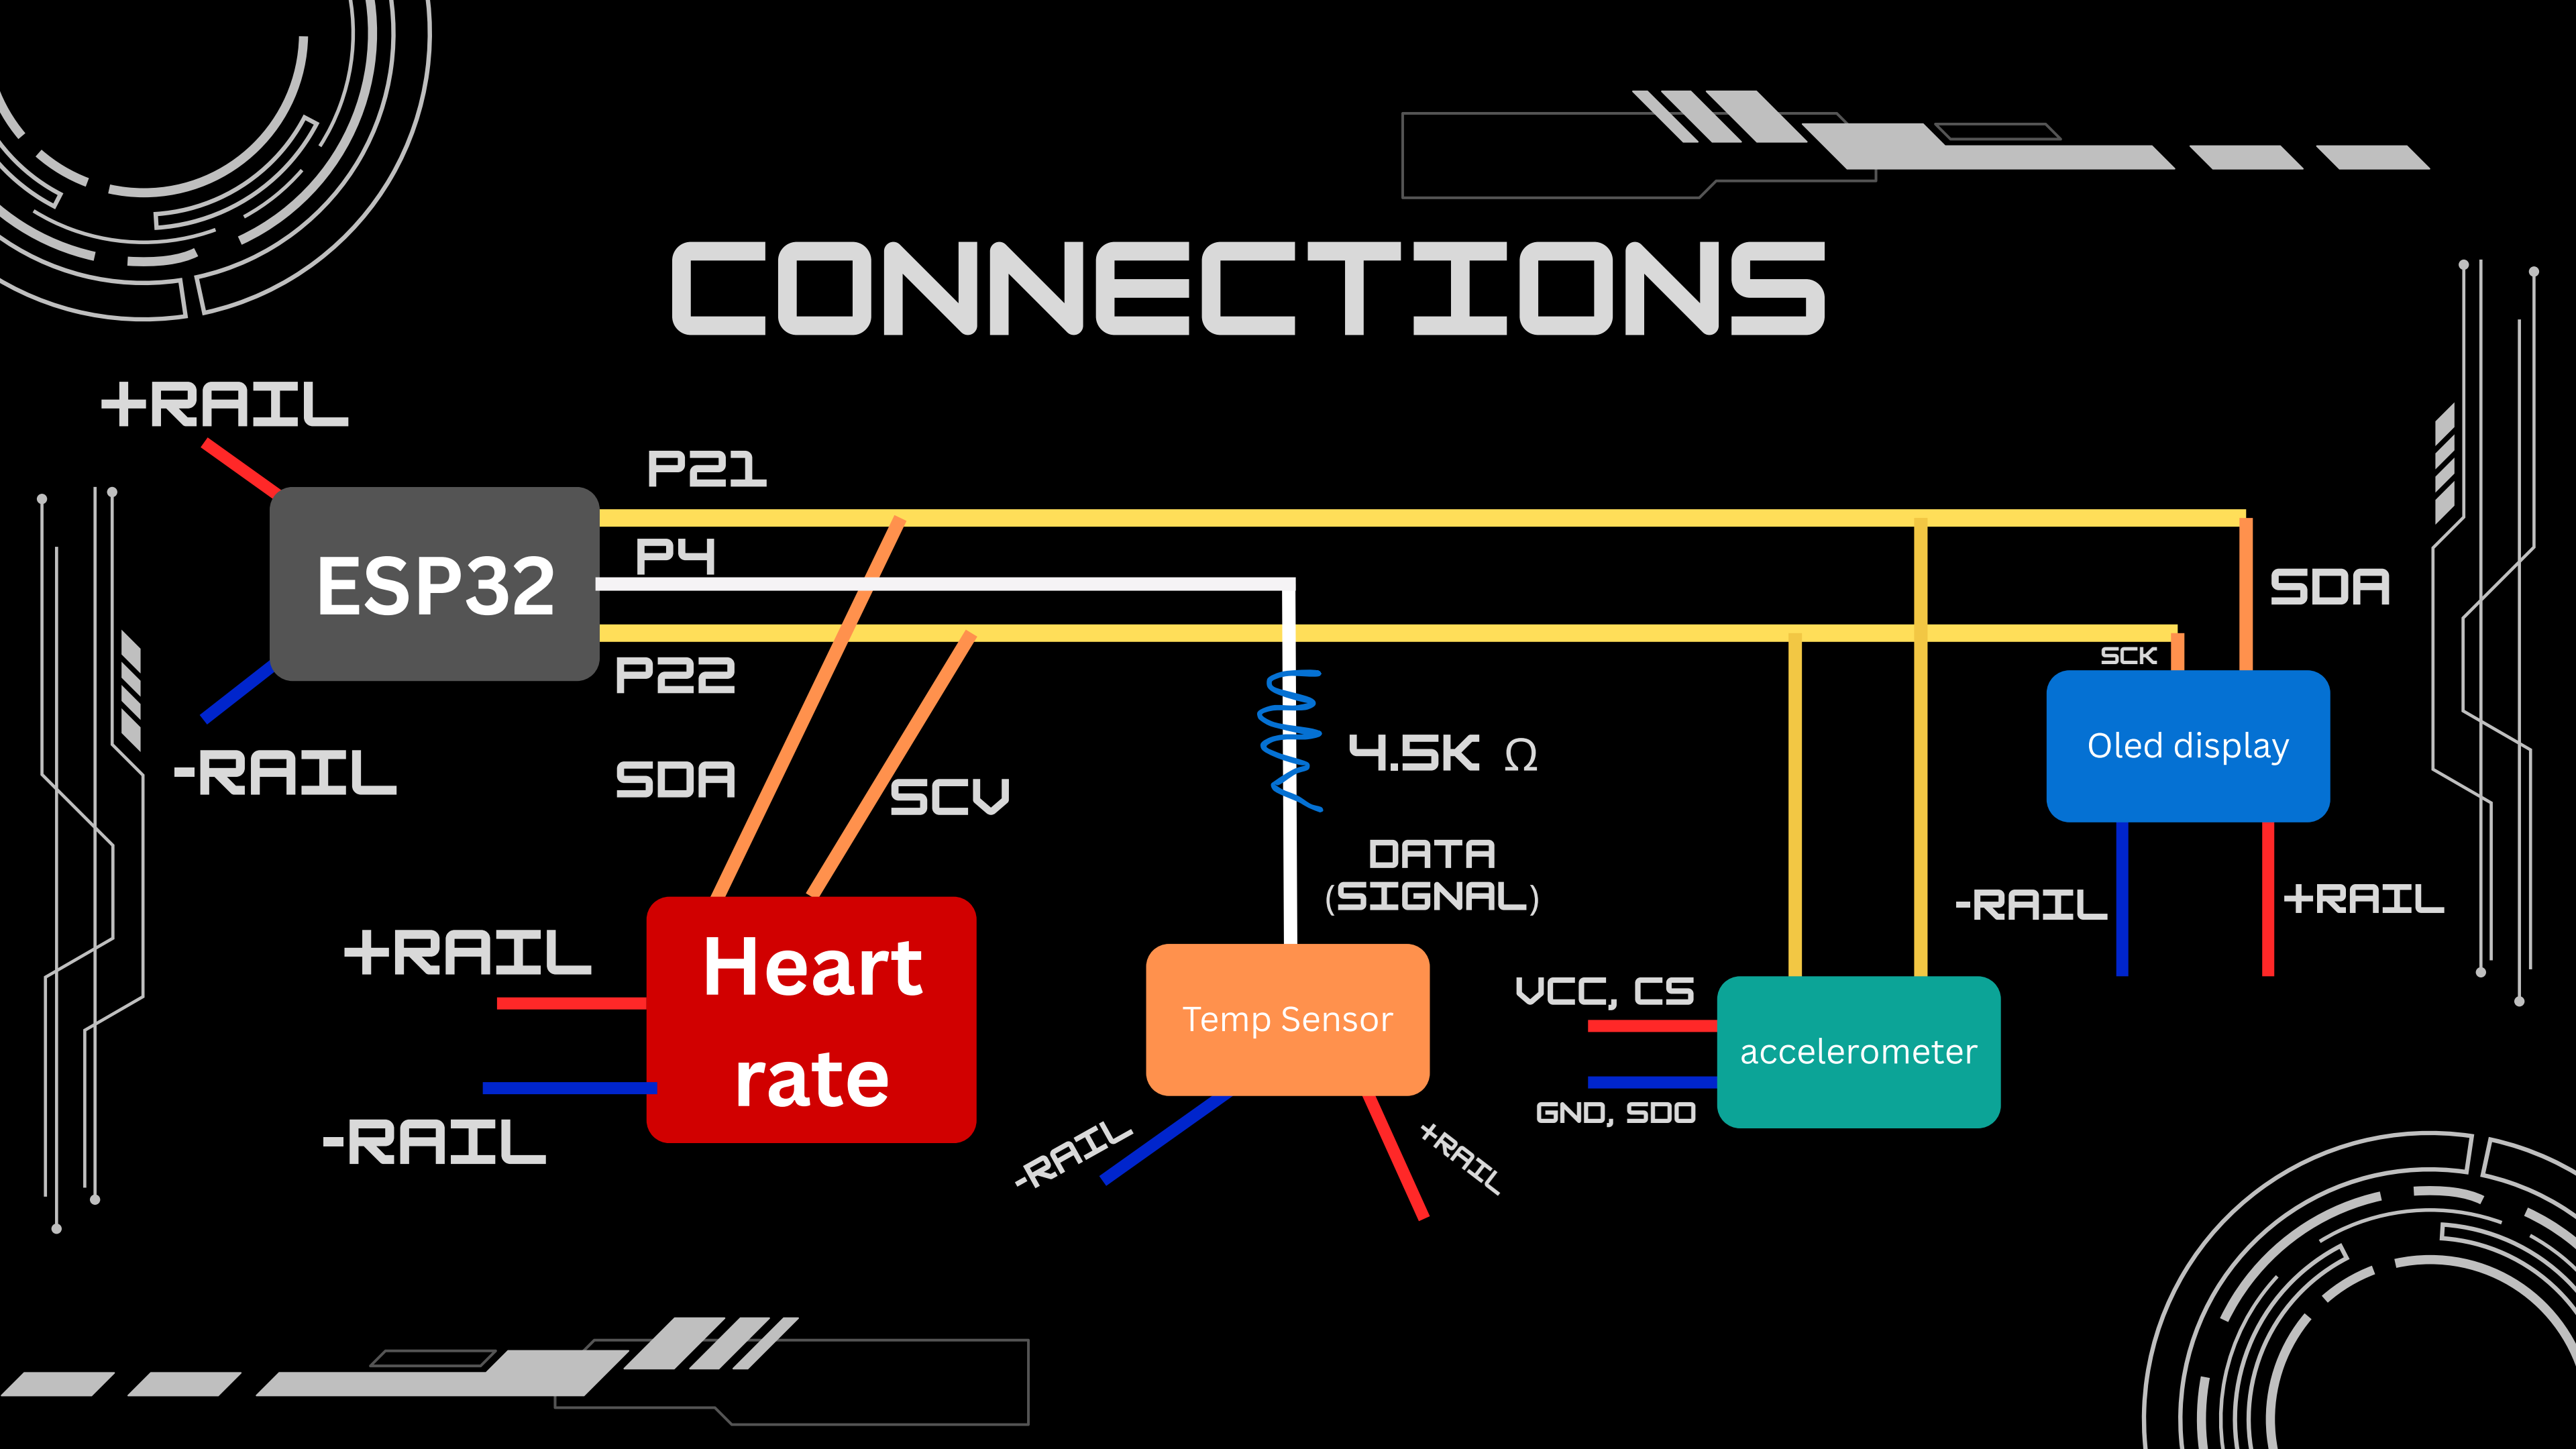 CONNECTIONS
+RAIL
P21
P4
ESP32
SDA
P22
SCK
-RAIL
SDA
SCV
4.5K Ω
Oled display
DATA
(SIGNAL)
-RAIL
+RAIL
+RAIL
Heart
rate
VCC, CS
Temp Sensor
accelerometer
-RAIL
GND, SDO
-RAIL
+RAIL